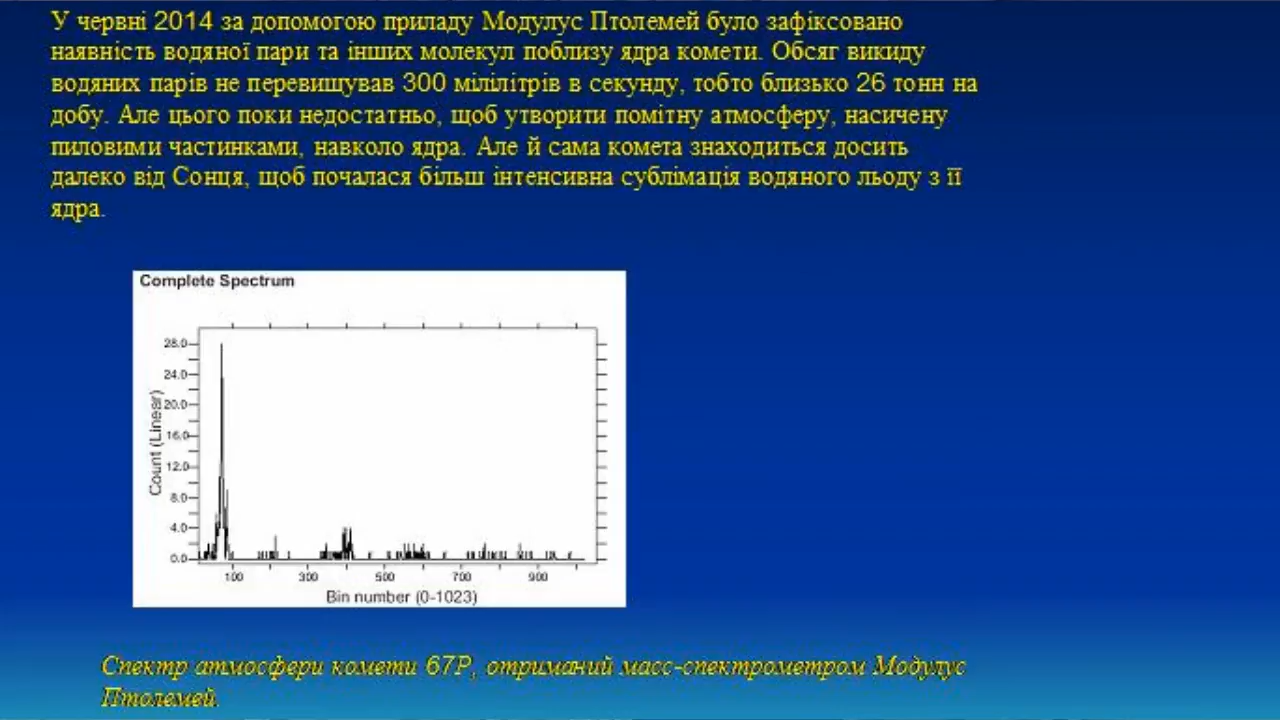 У червні 2014 за допомогою приладу Модулус Птолемей було зафіксовано
наявність водяної пари та інших молекул поблизу ядра комети. Обсяг викиду
водяних парів не перевищував 300 мілілітрів в секунду, тобто близько 26 тонн на
добу. Але цього поки недостатньо, щоб утворити помітну атмосферу, насичену
пиловими частинками, навколо ядра. Але й сама комета знаходиться досить
далеко від Сонця, щоб почалася більш інтенсивна сублімація водяного льоду з її
ядра.
Complete Spectrum
28.0
24.0
20.0
16.0
12.0
8.0
4.0
0.0
Count (Linear)
100 300 500 700 900
Bin number (0-1023)
Спектр атмосфери комети 67P, отриманий масс-спектрометром Модулус
Птолемей.